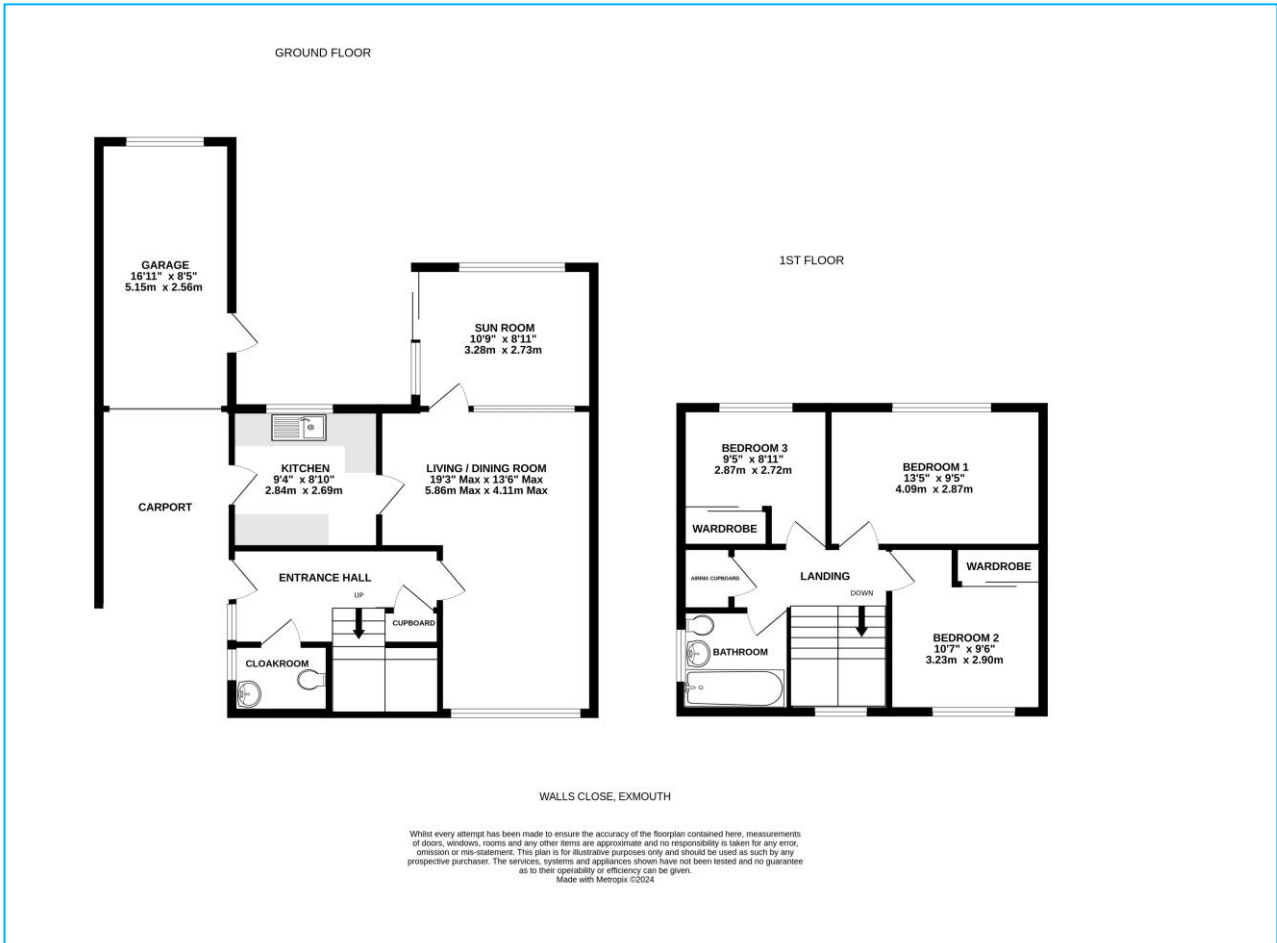 GROUND FLOOR
GARAGE
16'11" x 8'5"
5.15m x 2.56m
SUN ROOM
10'9" x 8'11"
3.28m x 2.73m
KITCHEN
9'4" x 8'10"
2.84m x 2.69m
LIVING / DINING ROOM
19'3" Max x 13'6" Max
5.86m Max x 4.11m Max
CARPORT
ENTRANCE HALL
UP
CUPBOARD
CLOAKROOM
1ST FLOOR
BEDROOM 3
9'5" x 8'11"
2.87m x 2.72m
BEDROOM 1
13'5" x 9'5"
4.09m x 2.87m
WARDROBE
WARDROBE
AIRING CUPBOARD
LANDING
DOWN
BATHROOM
BEDROOM 2
10'7" x 9'6"
3.23m x 2.90m
WALLS CLOSE, EXMOUTH
Whilst every attempt has been made to ensure the accuracy of the floorplan contained here, measurements
of doors, windows, rooms and any other items are approximate and no responsibility is taken for any error,
omission or mis-statement. This plan is for illustrative purposes only and should be used as such by any
prospective purchaser. The services, systems and appliances shown have not been tested and no guarantee
as to their operability or efficiency can be given.
Made with Metropix ©2024